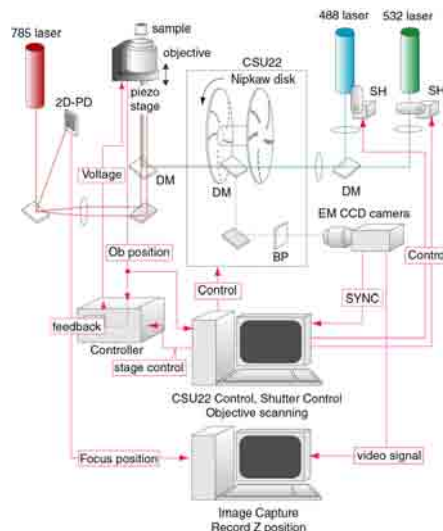 785 laser
sample
objective
piezo
stage
2D-PD
CSU22
Nipkaw disk
488 laser
532 laser
SH
SH
Voltage
DM
DM
DM
EM CCD camera
BP
Ob position
Control
Control
SYNC
feedback
Controller
stage control
CSU22 Control, Shutter Control
Objective scanning
Focus position
video signal
Image Capture
Record Z position